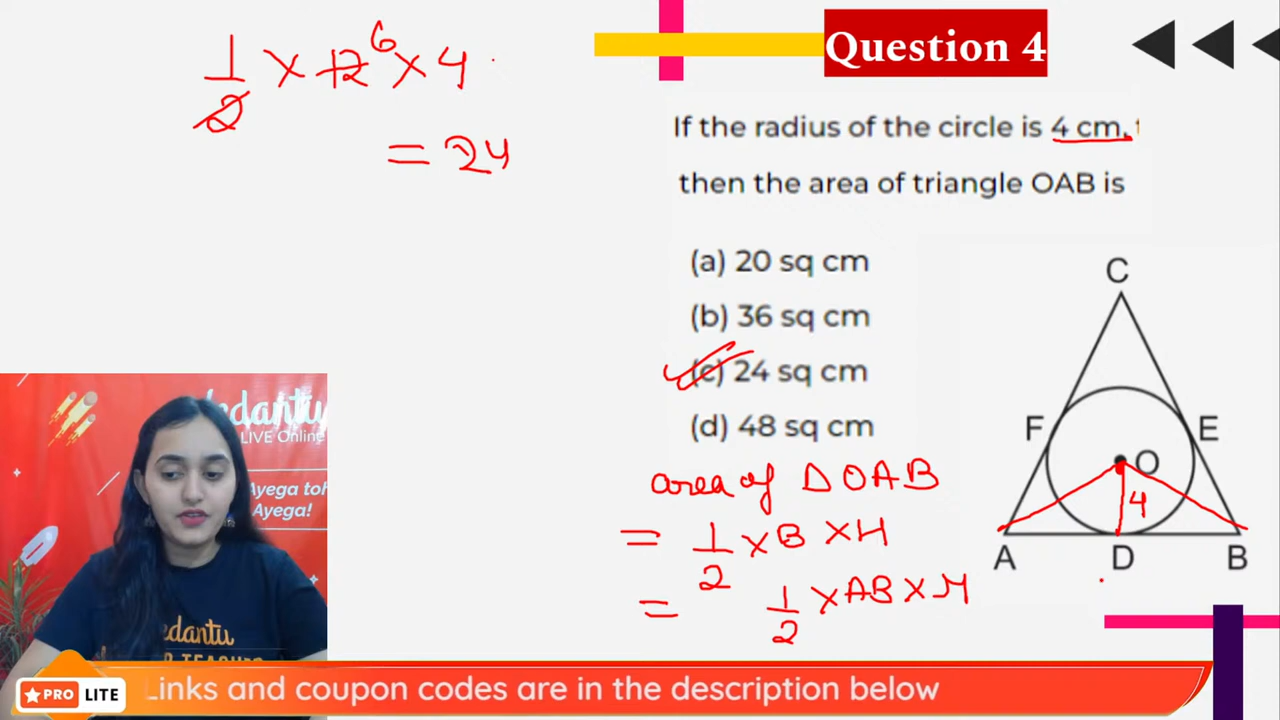 1/2 × 12 6 × 4
= 24
Question 4
If the radius of the circle is 4 cm,
then the area of triangle OAB is
(a) 20 sq cm
(b) 36 sq cm
(c) 24 sq cm
(d) 48 sq cm
area of Δ OAB
= 1/2 × B × H
= 1/2 × AB × r
C
F
E
O
4
A
D
B
edantu
LIVE Online
Ayega toh
Ayega!
edantu
TEACHER
PRO LITE
Links and coupon codes are in the description below